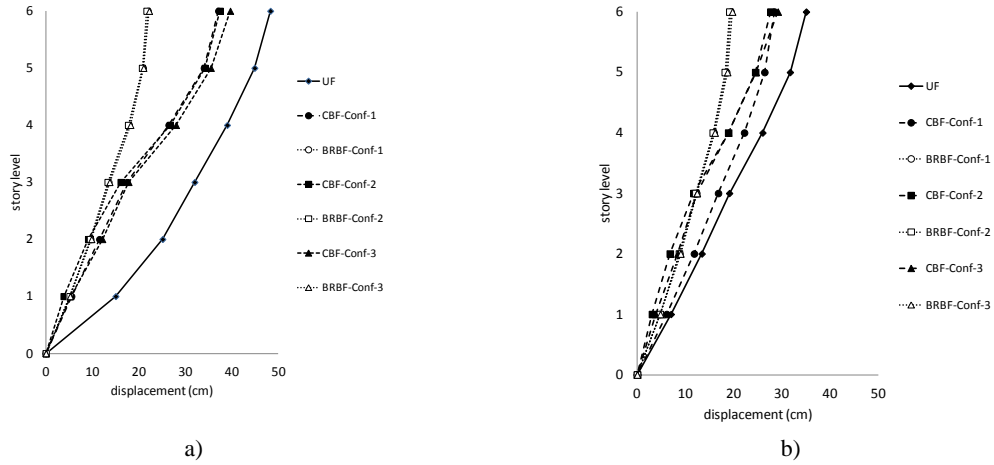 6
5
4
3
2
1
0
story level
0 10 20 30 40 50
displacement (cm)
UF
CBF-Conf-1
BRBF-Conf-1
CBF-Conf-2
BRBF-Conf-2
CBF-Conf-3
BRBF-Conf-3
a)
6
5
4
3
2
1
0
story level
0 10 20 30 40 50
displacement (cm)
UF
CBF-Conf-1
BRBF-Conf-1
CBF-Conf-2
BRBF-Conf-2
CBF-Conf-3
BRBF-Conf-3
b)